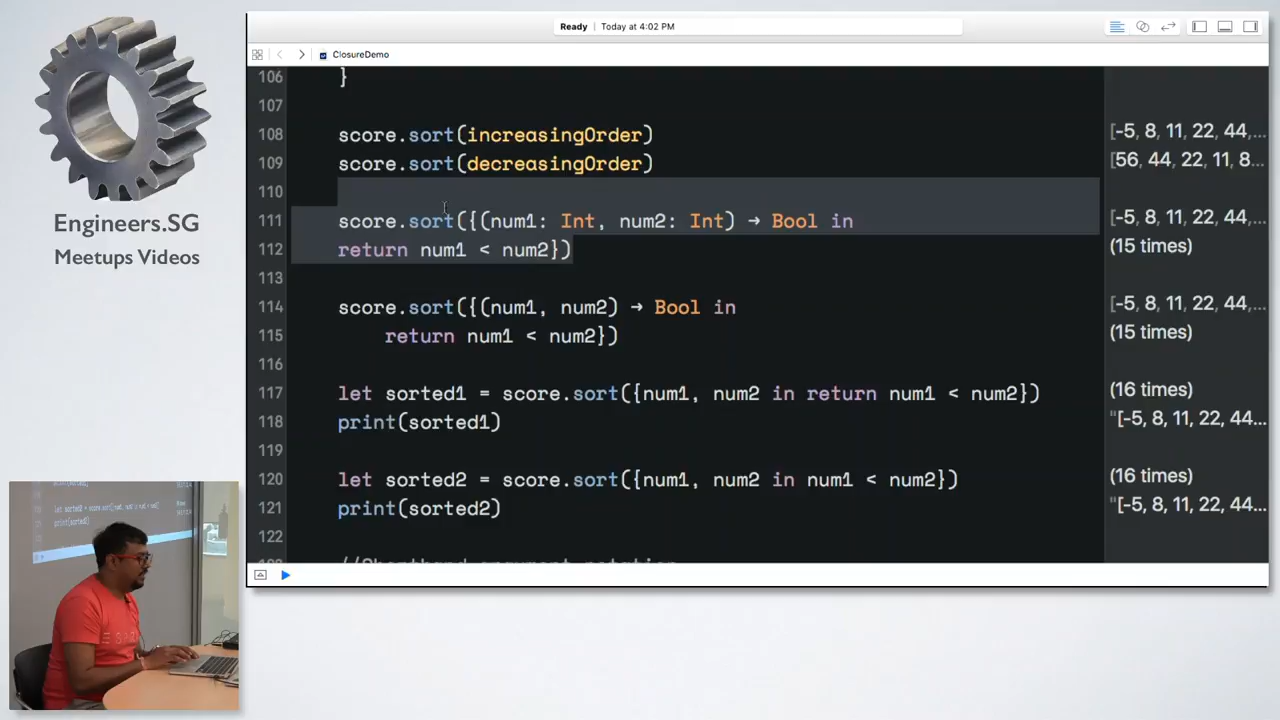 Engineers.SG
Meetups Videos
Ready | Today at 4:02 PM
ClosureDemo
106 }
107
108 score.sort(increasingOrder) [-5, 8, 11, 22, 44,...
109 score.sort(decreasingOrder) [56, 44, 22, 11, 8...
110
111 score.sort({(num1: Int, num2: Int) → Bool in [-5, 8, 11, 22, 44,...
112 return num1 < num2}) (15 times)
113
114 score.sort({(num1, num2) → Bool in [-5, 8, 11, 22, 44,...
115 return num1 < num2}) (15 times)
116
117 let sorted1 = score.sort({num1, num2 in return num1 < num2}) (16 times)
118 print(sorted1) "[-5, 8, 11, 22, 44...
119
120 let sorted2 = score.sort({num1, num2 in num1 < num2}) (16 times)
121 print(sorted2) "[-5, 8, 11, 22, 44...
122
//Shorthand argument notation